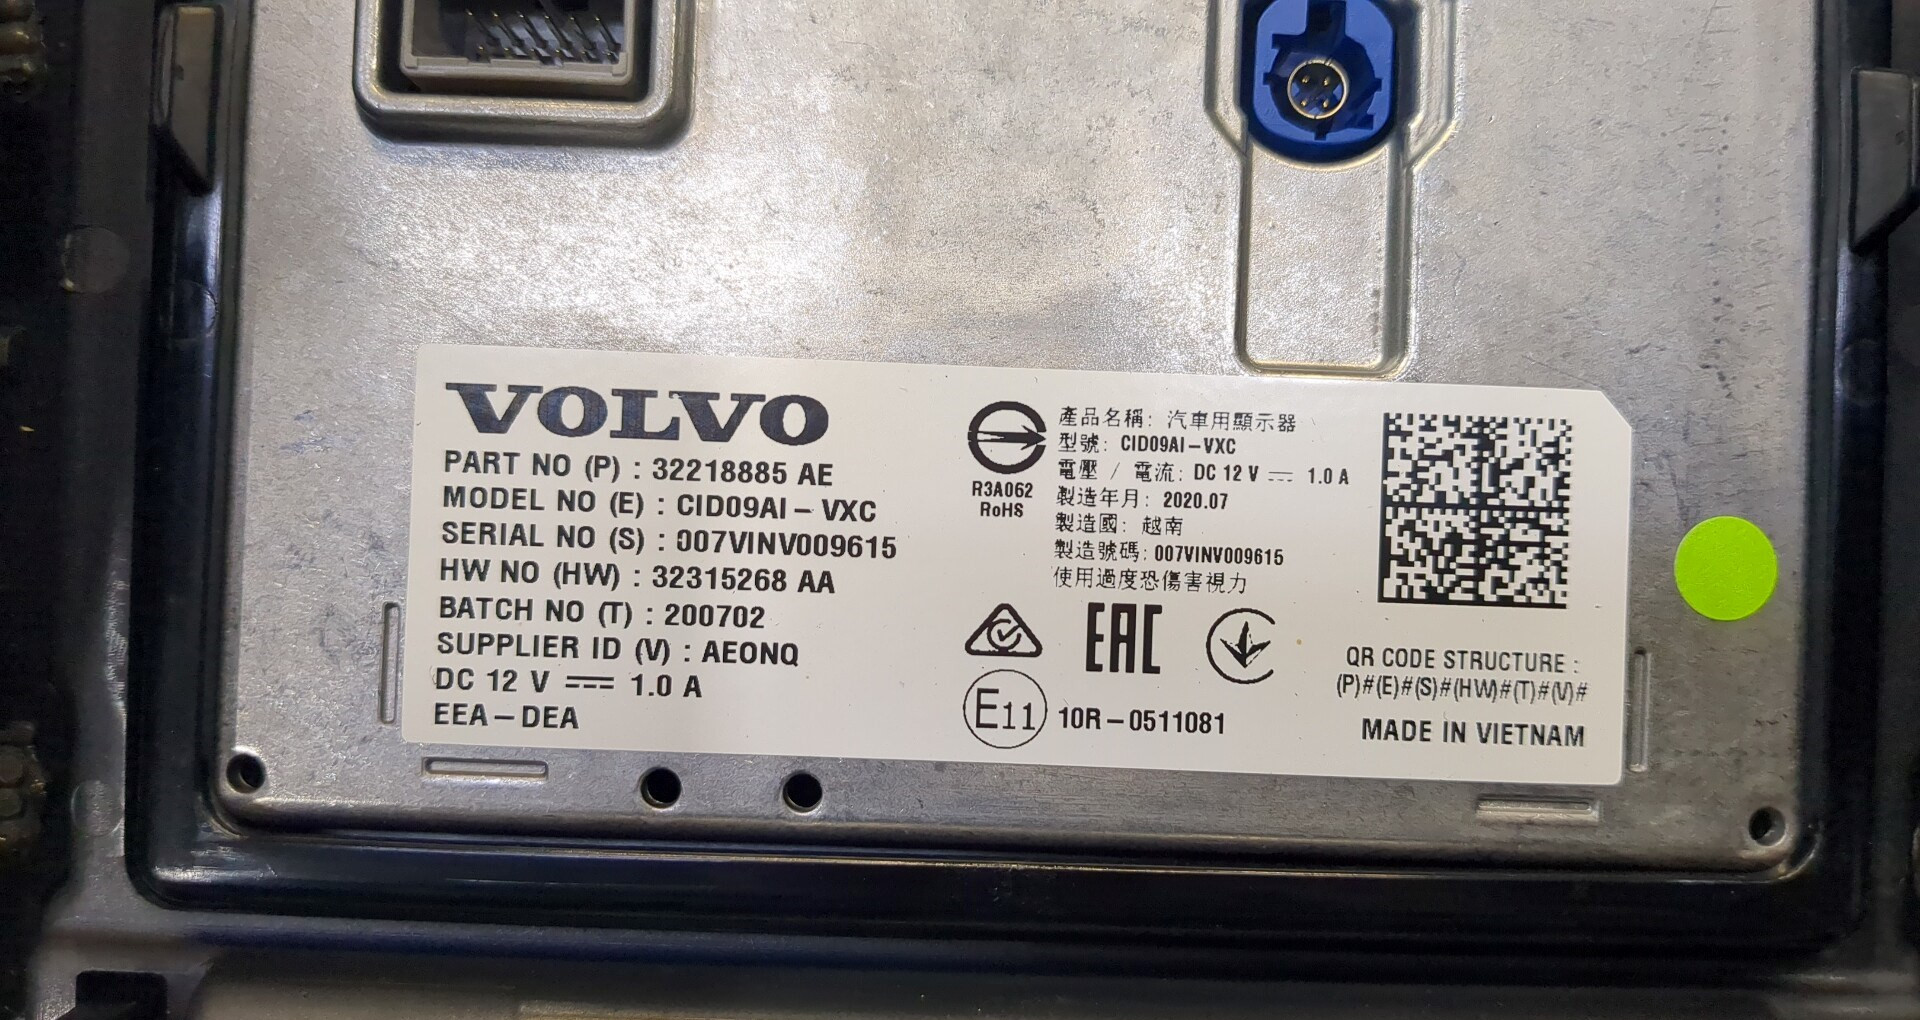 VOLVO
PART NO (P) : 32218885 AE
MODEL NO (E) : CID09AI – VXC
SERIAL NO (S) : 007VINV009615
HW NO (HW) : 32315268 AA
BATCH NO (T) : 200702
SUPPLIER ID (V) : AEONQ
DC 12 V ⎓ 1.0 A
EEA – DEA
R3A062
RoHS
產品名稱: 汽車用顯示器
型號: CID09AI–VXC
電壓 / 電流: DC 12 V ⎓ 1.0 A
製造年月: 2020.07
製造國: 越南
製造號碼: 007VINV009615
使用過度恐傷害視力
EAC
E11 10R – 0511081
QR CODE STRUCTURE :
(P)#(E)#(S)#(HW)#(T)#(V)#
MADE IN VIETNAM